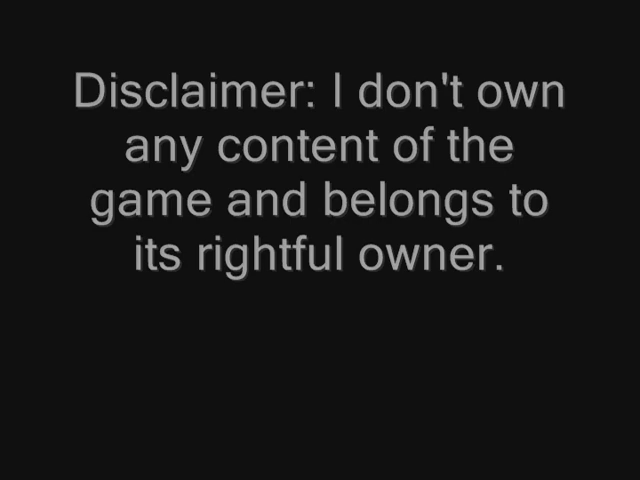 Disclaimer: I don't own
any content of the
game and belongs to
its rightful owner.